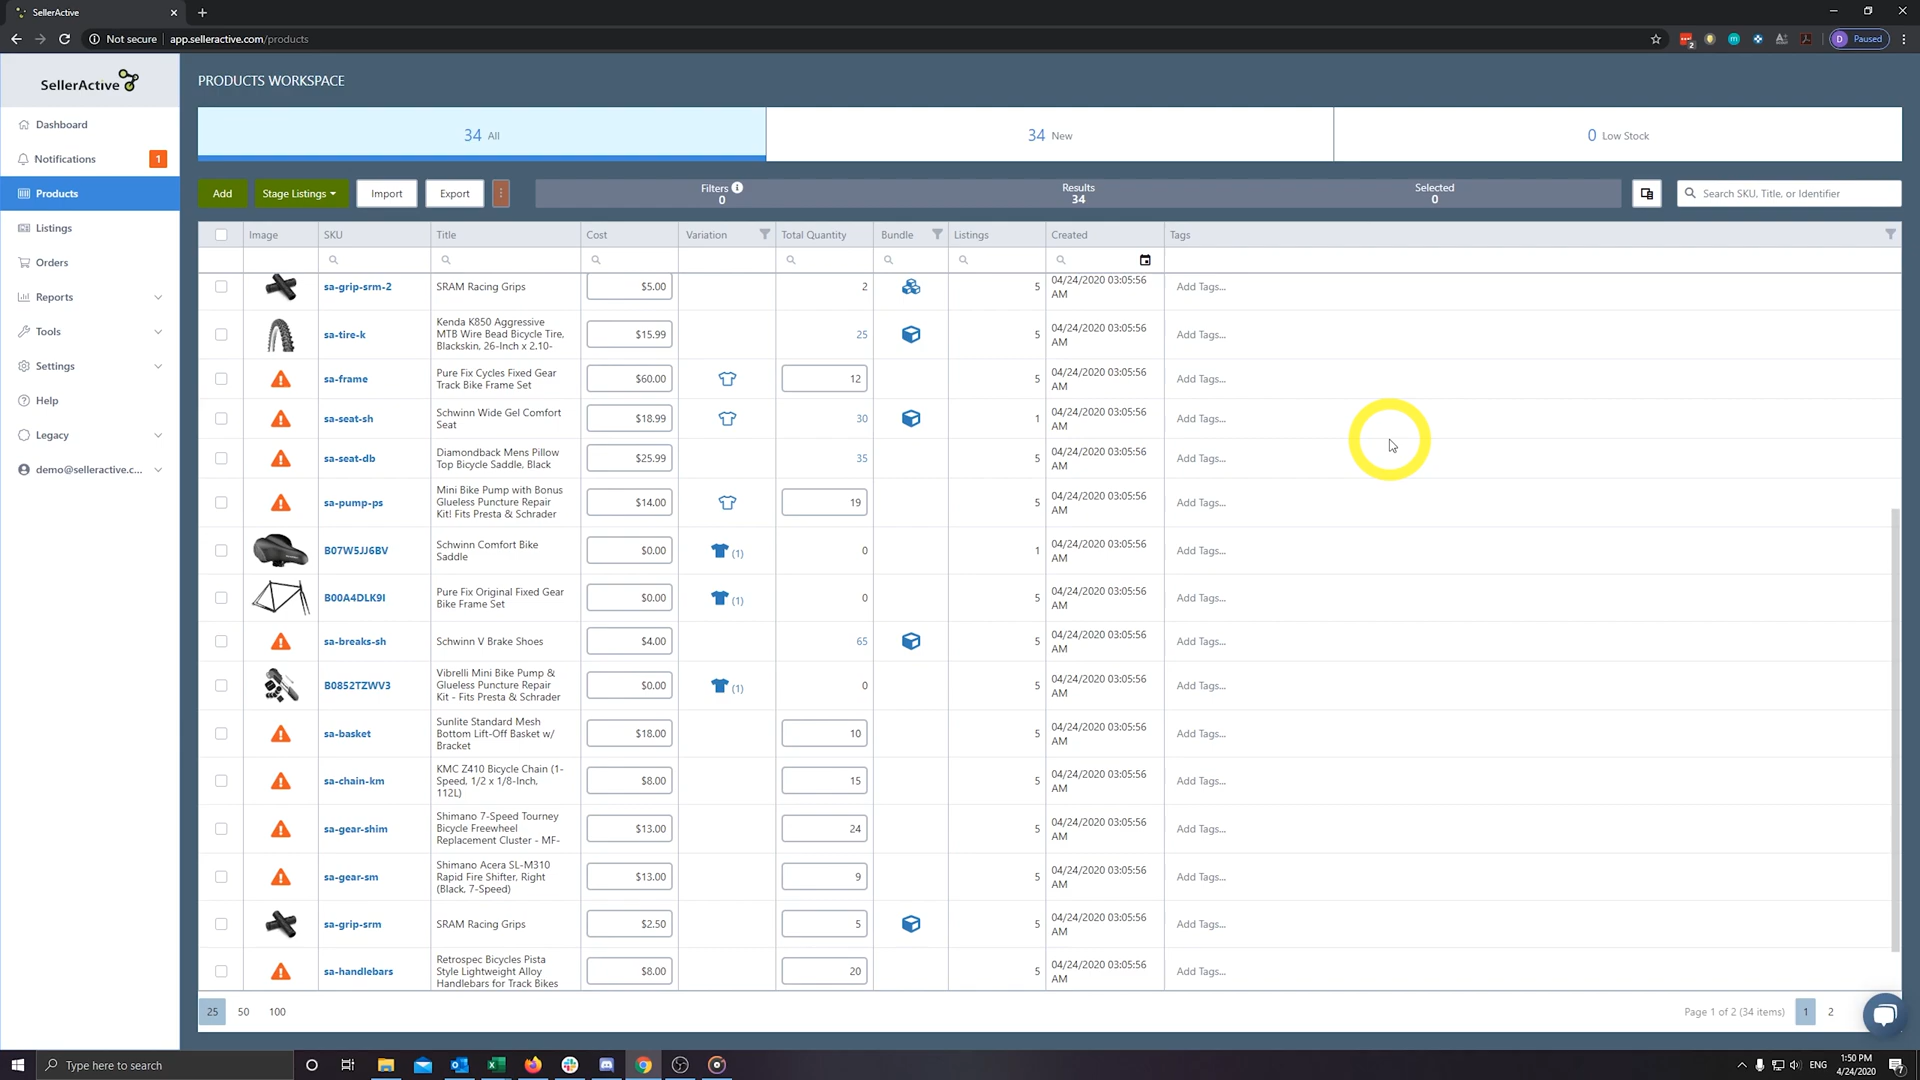 SellerActive
Not secure app.selleractive.com/products
Paused
SellerActive
PRODUCTS WORKSPACE
Dashboard
Notifications 1
Products
Listings
Orders
Reports
Tools
Settings
Help
Legacy
demo@selleractive.c...
34 All
34 New
0 Low Stock
Add
Stage Listings
Import
Export
Filters
0
Results
34
Selected
0
Search SKU, Title, or Identifier
Image SKU Title Cost Variation Total Quantity Bundle Listings Created Tags
sa-grip-srm-2 SRAM Racing Grips $5.00 2 5 04/24/2020 03:05:56 AM Add Tags...
sa-tire-k Kenda K850 Aggressive MTB Wire Bead Bicycle Tire, Blackskin, 26-Inch x 2.10- $15.99 25 5 04/24/2020 03:05:56 AM Add Tags...
sa-frame Pure Fix Cycles Fixed Gear Track Bike Frame Set $60.00 12 5 04/24/2020 03:05:56 AM Add Tags...
sa-seat-sh Schwinn Wide Gel Comfort Seat $18.99 30 1 04/24/2020 03:05:56 AM Add Tags...
sa-seat-db Diamondback Mens Pillow Top Bicycle Saddle, Black $25.99 35 5 04/24/2020 03:05:56 AM Add Tags...
sa-pump-ps Mini Bike Pump with Bonus Glueless Puncture Repair Kit! Fits Presta & Schrader $14.00 19 5 04/24/2020 03:05:56 AM Add Tags...
B07W5JJ6BV Schwinn Comfort Bike Saddle $0.00 (1) 0 1 04/24/2020 03:05:56 AM Add Tags...
B00A4DLK9I Pure Fix Original Fixed Gear Bike Frame Set $0.00 (1) 0 5 04/24/2020 03:05:56 AM Add Tags...
sa-breaks-sh Schwinn V Brake Shoes $4.00 65 5 04/24/2020 03:05:56 AM Add Tags...
B0852TZWV3 Vibrelli Mini Bike Pump & Glueless Puncture Repair Kit - Fits Presta & Schrader $0.00 (1) 0 5 04/24/2020 03:05:56 AM Add Tags...
sa-basket Sunlite Standard Mesh Bottom Lift-Off Basket w/ Bracket $18.00 10 5 04/24/2020 03:05:56 AM Add Tags...
sa-chain-km KMC Z410 Bicycle Chain (1-Speed, 1/2 x 1/8-Inch, 112L) $8.00 15 5 04/24/2020 03:05:56 AM Add Tags...
sa-gear-shim Shimano 7-Speed Tourney Bicycle Freewheel Replacement Cluster - MF- $13.00 24 5 04/24/2020 03:05:56 AM Add Tags...
sa-gear-sm Shimano Acera SL-M310 Rapid Fire Shifter, Right (Black, 7-Speed) $13.00 9 5 04/24/2020 03:05:56 AM Add Tags...
sa-grip-srm SRAM Racing Grips $2.50 5 5 04/24/2020 03:05:56 AM Add Tags...
sa-handlebars Retrospec Bicycles Pista Style Lightweight Alloy Handlebars for Track Bikes $8.00 20 5 04/24/2020 03:05:56 AM Add Tags...
25 50 100
Page 1 of 2 (34 items) 1 2
Type here to search
ENG
1:50 PM
4/24/2020